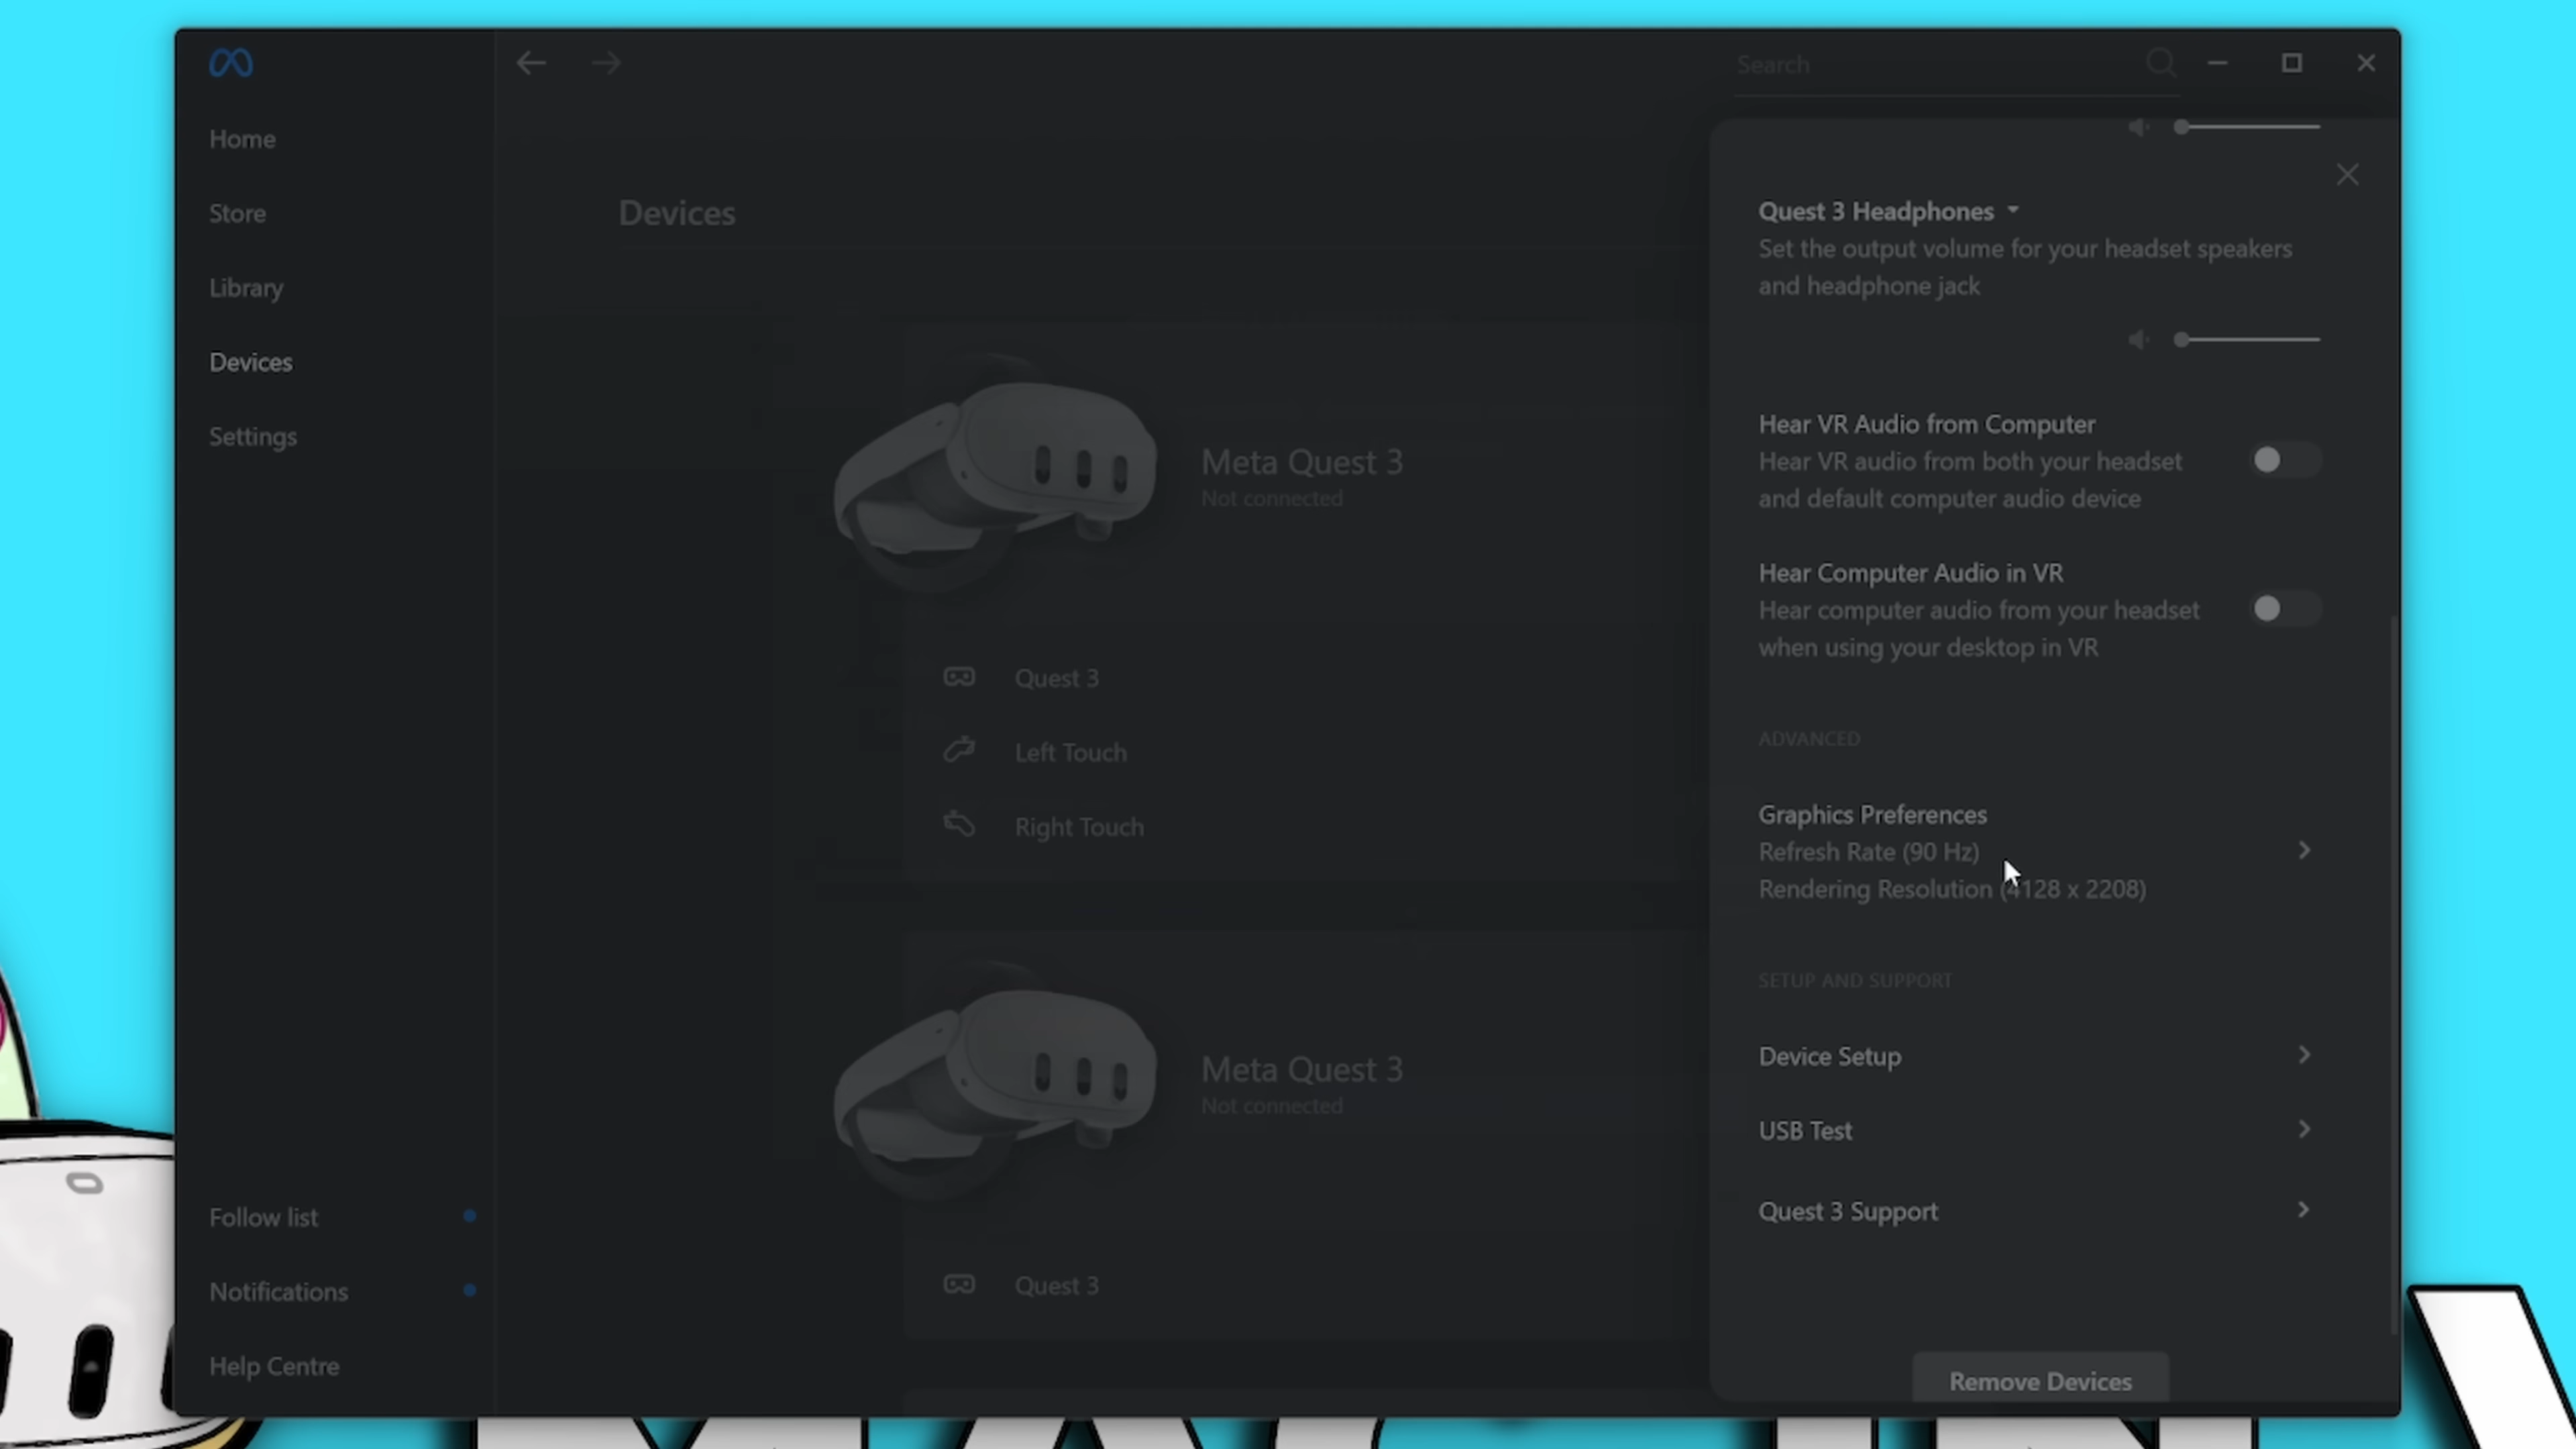 Search
Home
Store
Library
Devices
Settings
Follow list
Notifications
Help Centre
Devices
Meta Quest 3
Not connected
Quest 3
Left Touch
Right Touch
Meta Quest 3
Not connected
Quest 3
Quest 3 Headphones
Set the output volume for your headset speakers
and headphone jack
Hear VR Audio from Computer
Hear VR audio from both your headset
and default computer audio device
Hear Computer Audio in VR
Hear computer audio from your headset
when using your desktop in VR
ADVANCED
Graphics Preferences
Refresh Rate (90 Hz)
Rendering Resolution (4128 x 2208)
SETUP AND SUPPORT
Device Setup
USB Test
Quest 3 Support
Remove Devices